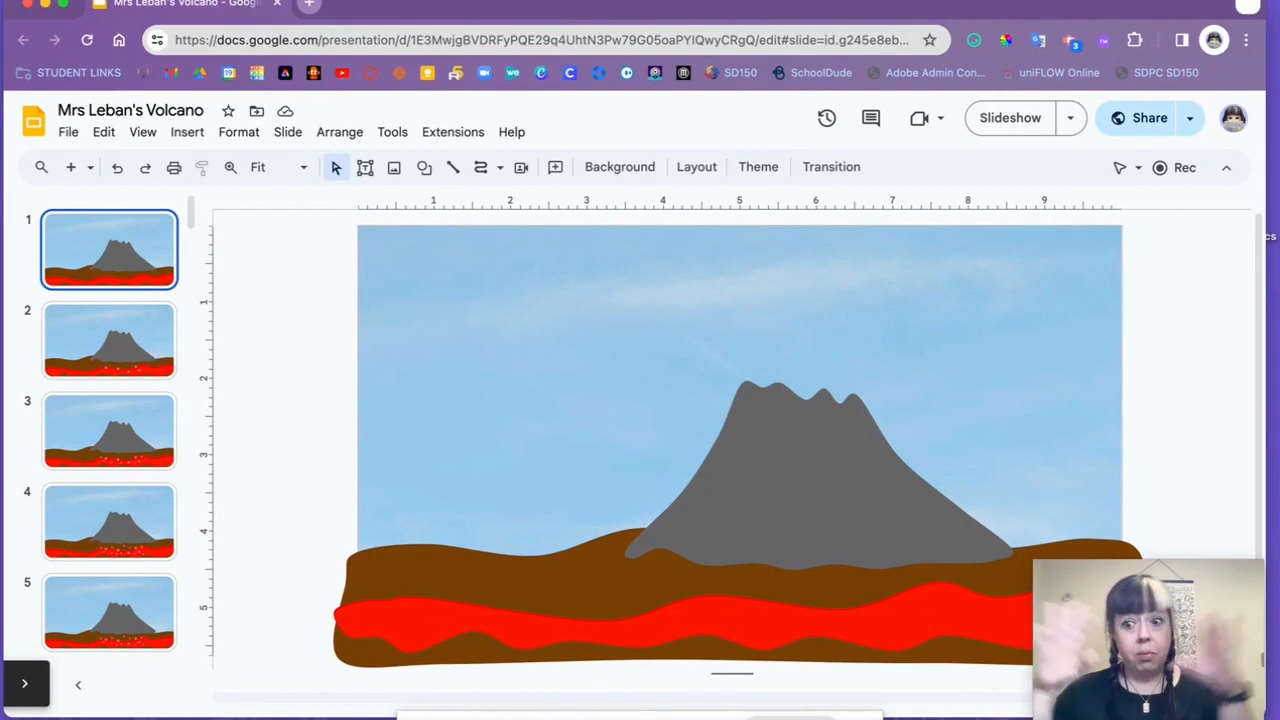 Mrs Leban's Volcano - Googl
https://docs.google.com/presentation/d/1E3MwjgBVDRFyPQE29q4UhtN3Pw79G05oaPYIQwyCRgQ/edit#slide=id.g245e8eb...
STUDENT LINKS SD150 SchoolDude Adobe Admin Con... uniFLOW Online SDPC SD150
Mrs Leban's Volcano
File Edit View Insert Format Slide Arrange Tools Extensions Help
Slideshow Share
Fit Background Layout Theme Transition Rec
1 2 3 4 5 6 7 8 9
1
2
3
4
5
1
2
3
4
5
cs